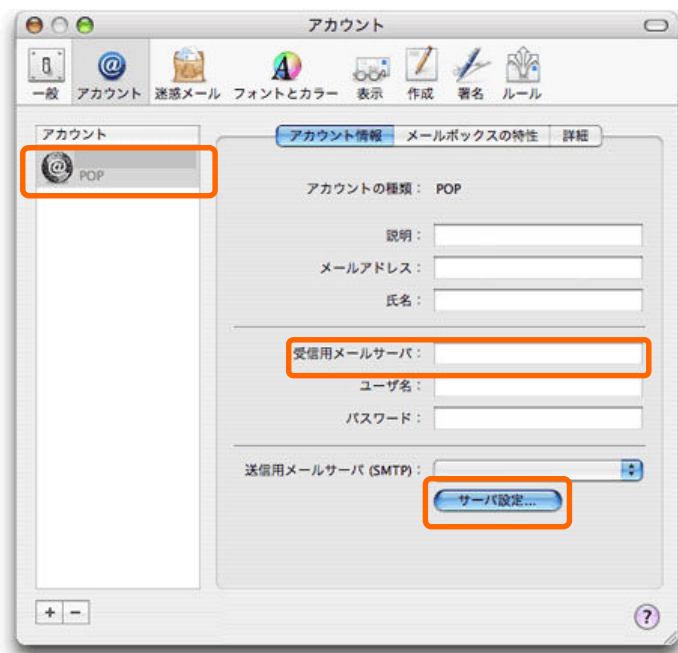 アカウント
一般 アカウント 迷惑メール フォントとカラー 表示 作成 署名 ルール
アカウント
POP
アカウント情報 メールボックスの特性 詳細
アカウントの種類： POP
説明：
メールアドレス：
氏名：
受信用メールサーバ：
ユーザ名：
パスワード：
送信用メールサーバ (SMTP)：
サーバ設定...
+ −
?